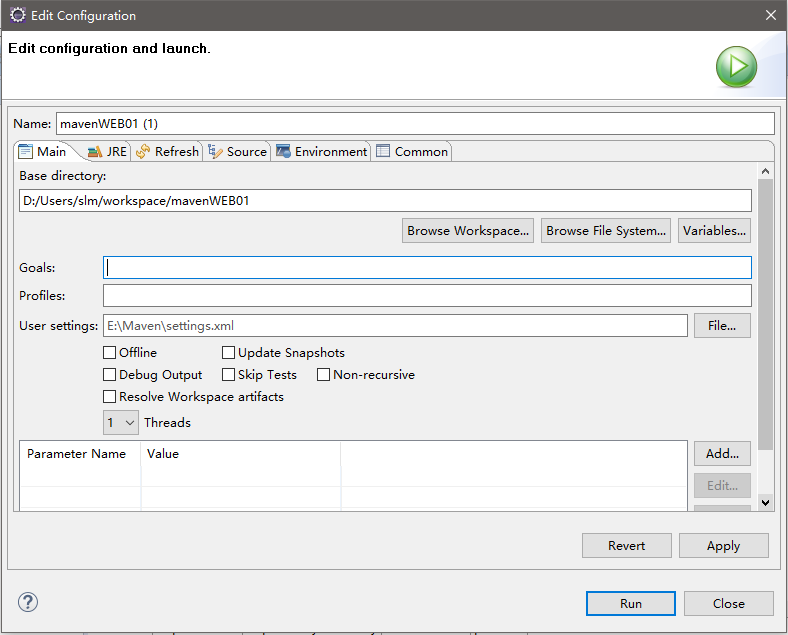 Edit Configuration
Edit configuration and launch.
Name: mavenWEB01 (1)
Main JRE Refresh Source Environment Common
Base directory:
D:/Users/slm/workspace/mavenWEB01
Browse Workspace... Browse File System... Variables...
Goals:
Profiles:
User settings: E:\Maven\settings.xml File...
Offline Update Snapshots
Debug Output Skip Tests Non-recursive
Resolve Workspace artifacts
1 Threads
Parameter Name Value Add...
Edit...
Revert Apply
? Run Close